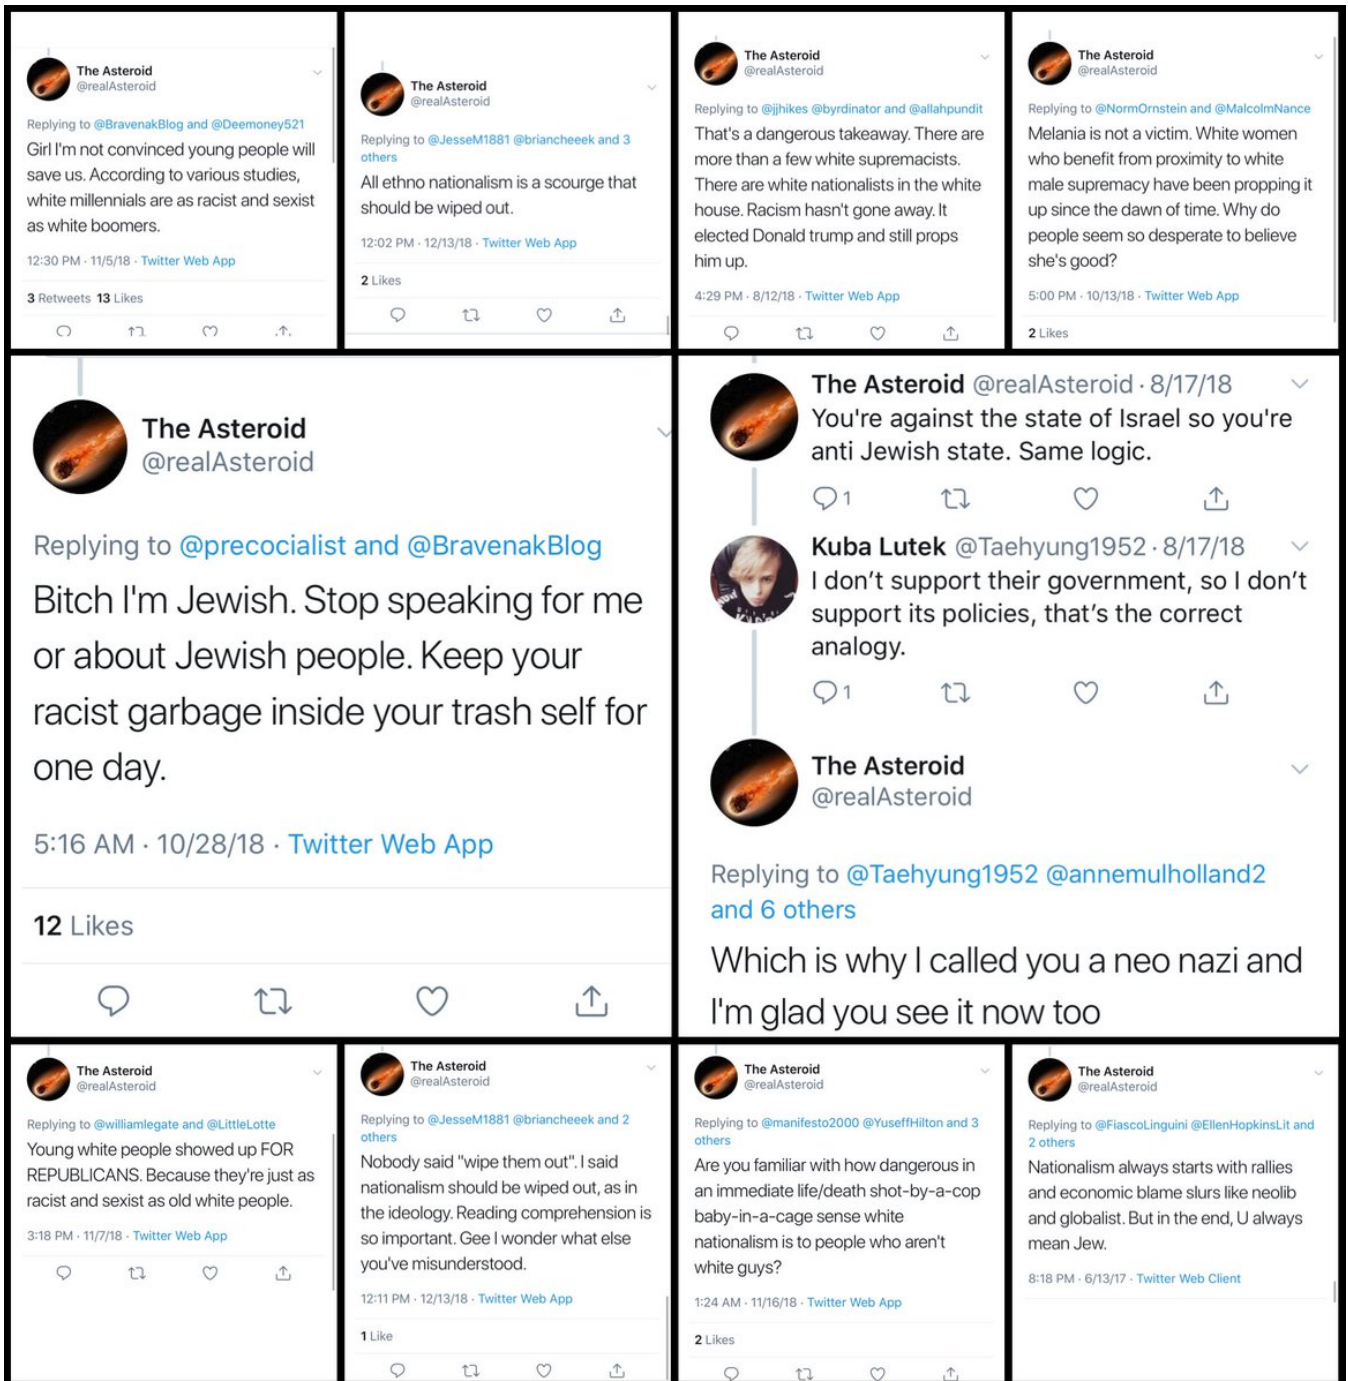 The Asteroid
@realAsteroid
Replying to @BravenakBlog and @Deemoney521
Girl I'm not convinced young people will
save us. According to various studies,
white millennials are as racist and sexist
as white boomers.
12:30 PM · 11/5/18 · Twitter Web App
3 Retweets 13 Likes
The Asteroid
@realAsteroid
Replying to @JesseM1881 @briancheeek and 3
others
All ethno nationalism is a scourge that
should be wiped out.
12:02 PM · 12/13/18 · Twitter Web App
2 Likes
The Asteroid
@realAsteroid
Replying to @jjhikes @byrdinator and @allahpundit
That's a dangerous takeaway. There are
more than a few white supremacists.
There are white nationalists in the white
house. Racism hasn't gone away. It
elected Donald trump and still props
him up.
4:29 PM · 8/12/18 · Twitter Web App
The Asteroid
@realAsteroid
Replying to @NormOrnstein and @MalcolmNance
Melania is not a victim. White women
who benefit from proximity to white
male supremacy have been propping it
up since the dawn of time. Why do
people seem so desperate to believe
she's good?
5:00 PM · 10/13/18 · Twitter Web App
2 Likes
The Asteroid
@realAsteroid
Replying to @precocialist and @BravenakBlog
Bitch I'm Jewish. Stop speaking for me
or about Jewish people. Keep your
racist garbage inside your trash self for
one day.
5:16 AM · 10/28/18 · Twitter Web App
12 Likes
The Asteroid @realAsteroid · 8/17/18
You're against the state of Israel so you're
anti Jewish state. Same logic.
1
Kuba Lutek @Taehyung1952 · 8/17/18
I don't support their government, so I don't
support its policies, that's the correct
analogy.
1
The Asteroid
@realAsteroid
Replying to @Taehyung1952 @annemulholland2
and 6 others
Which is why I called you a neo nazi and
I'm glad you see it now too
The Asteroid
@realAsteroid
Replying to @williamlegate and @LittleLotte
Young white people showed up FOR
REPUBLICANS. Because they're just as
racist and sexist as old white people.
3:18 PM · 11/7/18 · Twitter Web App
The Asteroid
@realAsteroid
Replying to @JesseM1881 @briancheeek and 2
others
Nobody said "wipe them out". I said
nationalism should be wiped out, as in
the ideology. Reading comprehension is
so important. Gee I wonder what else
you've misunderstood.
12:11 PM · 12/13/18 · Twitter Web App
1 Like
The Asteroid
@realAsteroid
Replying to @manifesto2000 @YuseffHilton and 3
others
Are you familiar with how dangerous in
an immediate life/death shot-by-a-cop
baby-in-a-cage sense white
nationalism is to people who aren't
white guys?
1:24 AM · 11/16/18 · Twitter Web App
2 Likes
The Asteroid
@realAsteroid
Replying to @FiascoLinguini @EllenHopkinsLit and
2 others
Nationalism always starts with rallies
and economic blame slurs like neolib
and globalist. But in the end, U always
mean Jew.
8:18 PM · 6/13/17 · Twitter Web Client